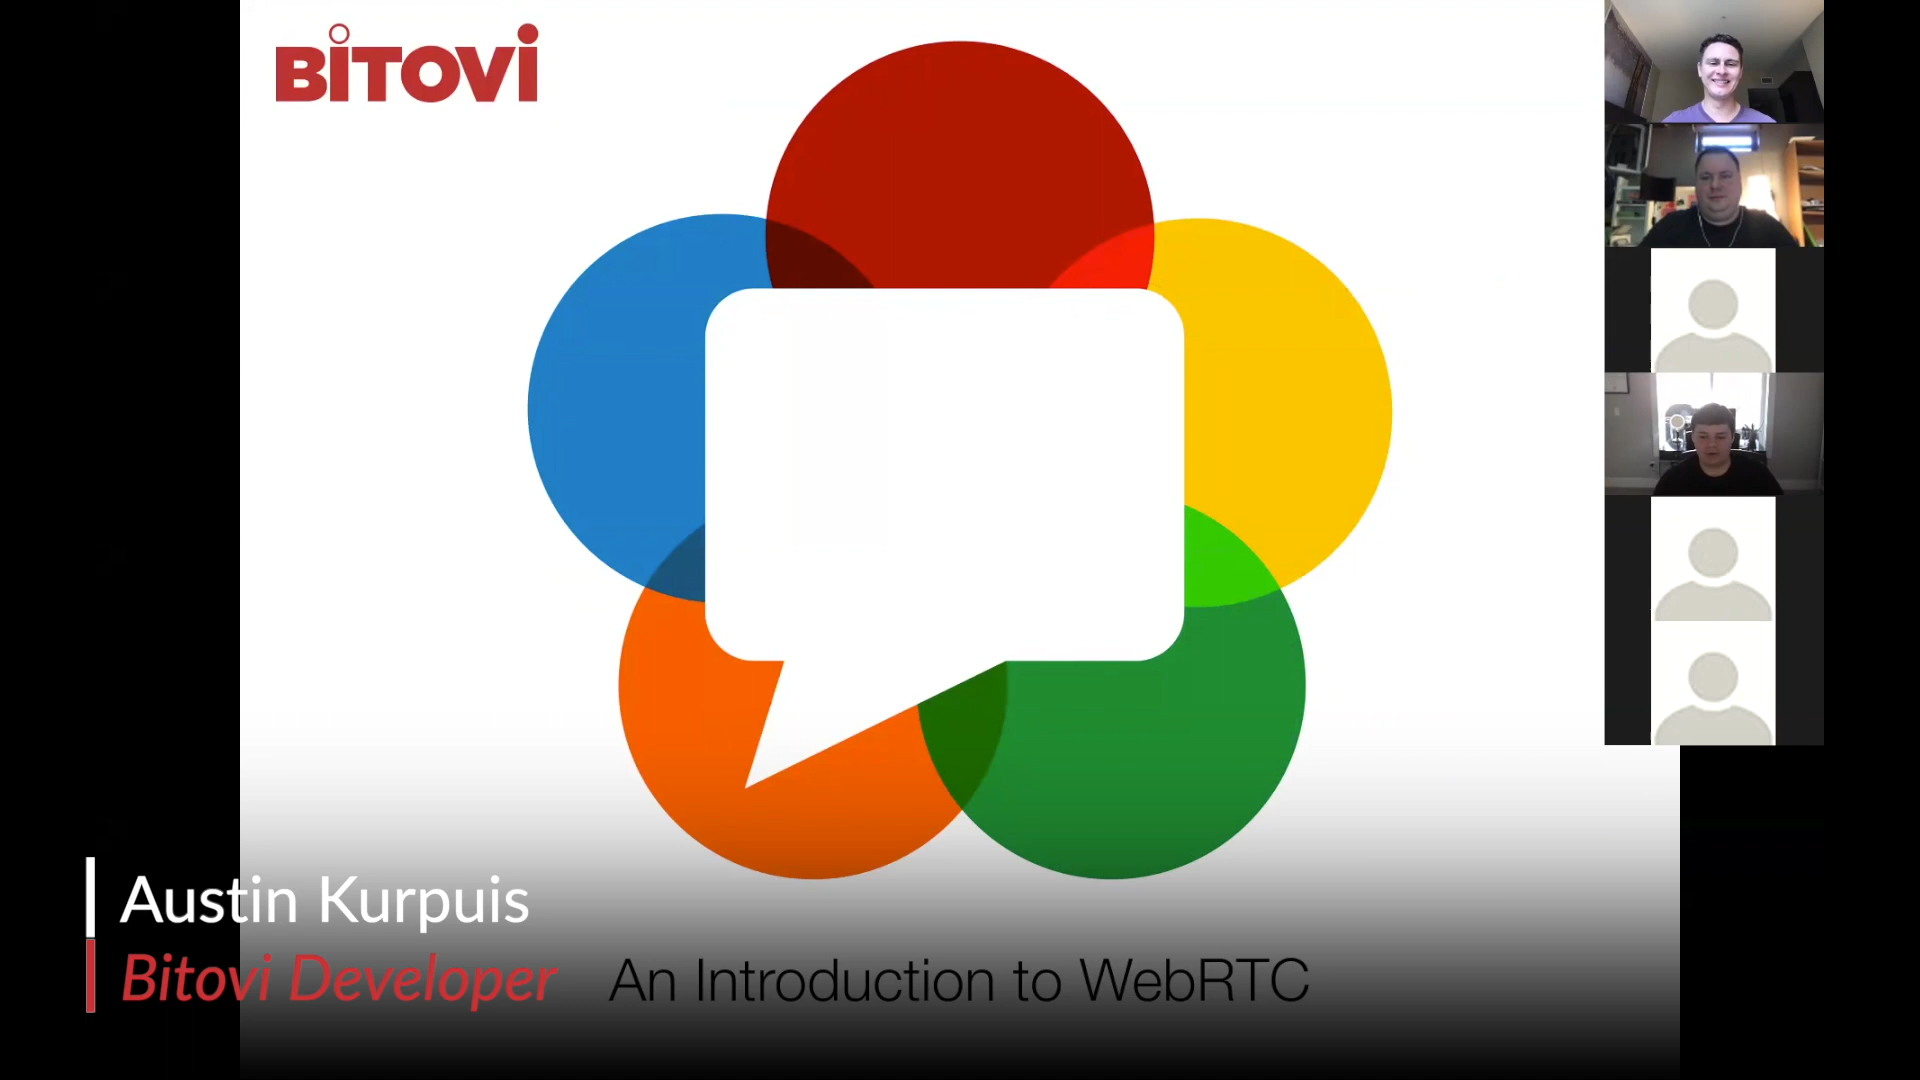 BiTOVi
Austin Kurpuis
Bitovi Developer
An Introduction to WebRTC